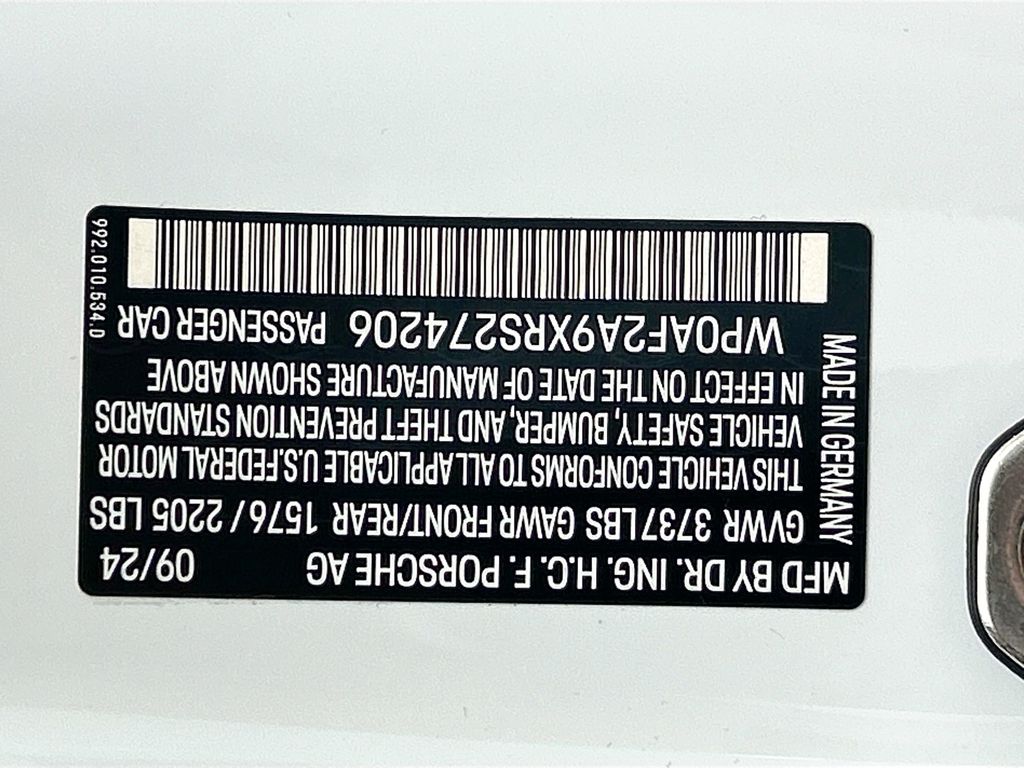 MFD BY DR. ING. H.C. F. PORSCHE AG 09/24
GVWR 3737LBS GAWR FRONT/REAR 1576 / 2205 LBS
THIS VEHICLE CONFORMS TO ALL APPLICABLE U.S.FEDERAL MOTOR
VEHICLE SAFETY, BUMPER, AND THEFT PREVENTION STANDARDS
IN EFFECT ON THE DATE OF MANUFACTURE SHOWN ABOVE
WP0AF2A9XRS274206 PASSENGER CAR
MADE IN GERMANY
992.010.634.0